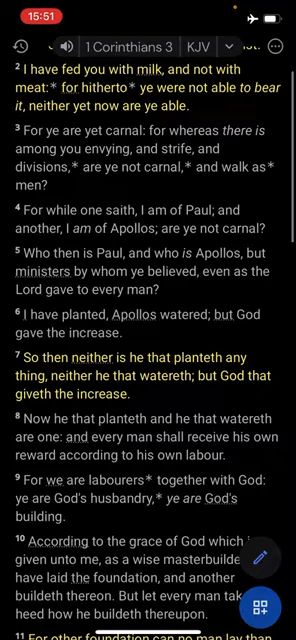 15:51
1 Corinthians 3
KJV
2 I have fed you with milk, and not with
meat:* for hitherto* ye were not able to bear
it, neither yet now are ye able.
3 For ye are yet carnal: for whereas there is
among you envying, and strife, and
divisions,* are ye not carnal,* and walk as*
men?
4 For while one saith, I am of Paul; and
another, I am of Apollos; are ye not carnal?
5 Who then is Paul, and who is Apollos, but
ministers by whom ye believed, even as the
Lord gave to every man?
6 I have planted, Apollos watered; but God
gave the increase.
7 So then neither is he that planteth any
thing, neither he that watereth; but God that
giveth the increase.
8 Now he that planteth and he that watereth
are one: and every man shall receive his own
reward according to his own labour.
9 For we are labourers* together with God:
ye are God's husbandry,* ye are God's
building.
10 According to the grace of God which
given unto me, as a wise masterbuilde
have laid the foundation, and another
buildeth thereon. But let every man tak
heed how he buildeth thereupon.
11 For other foundation can no man lay than